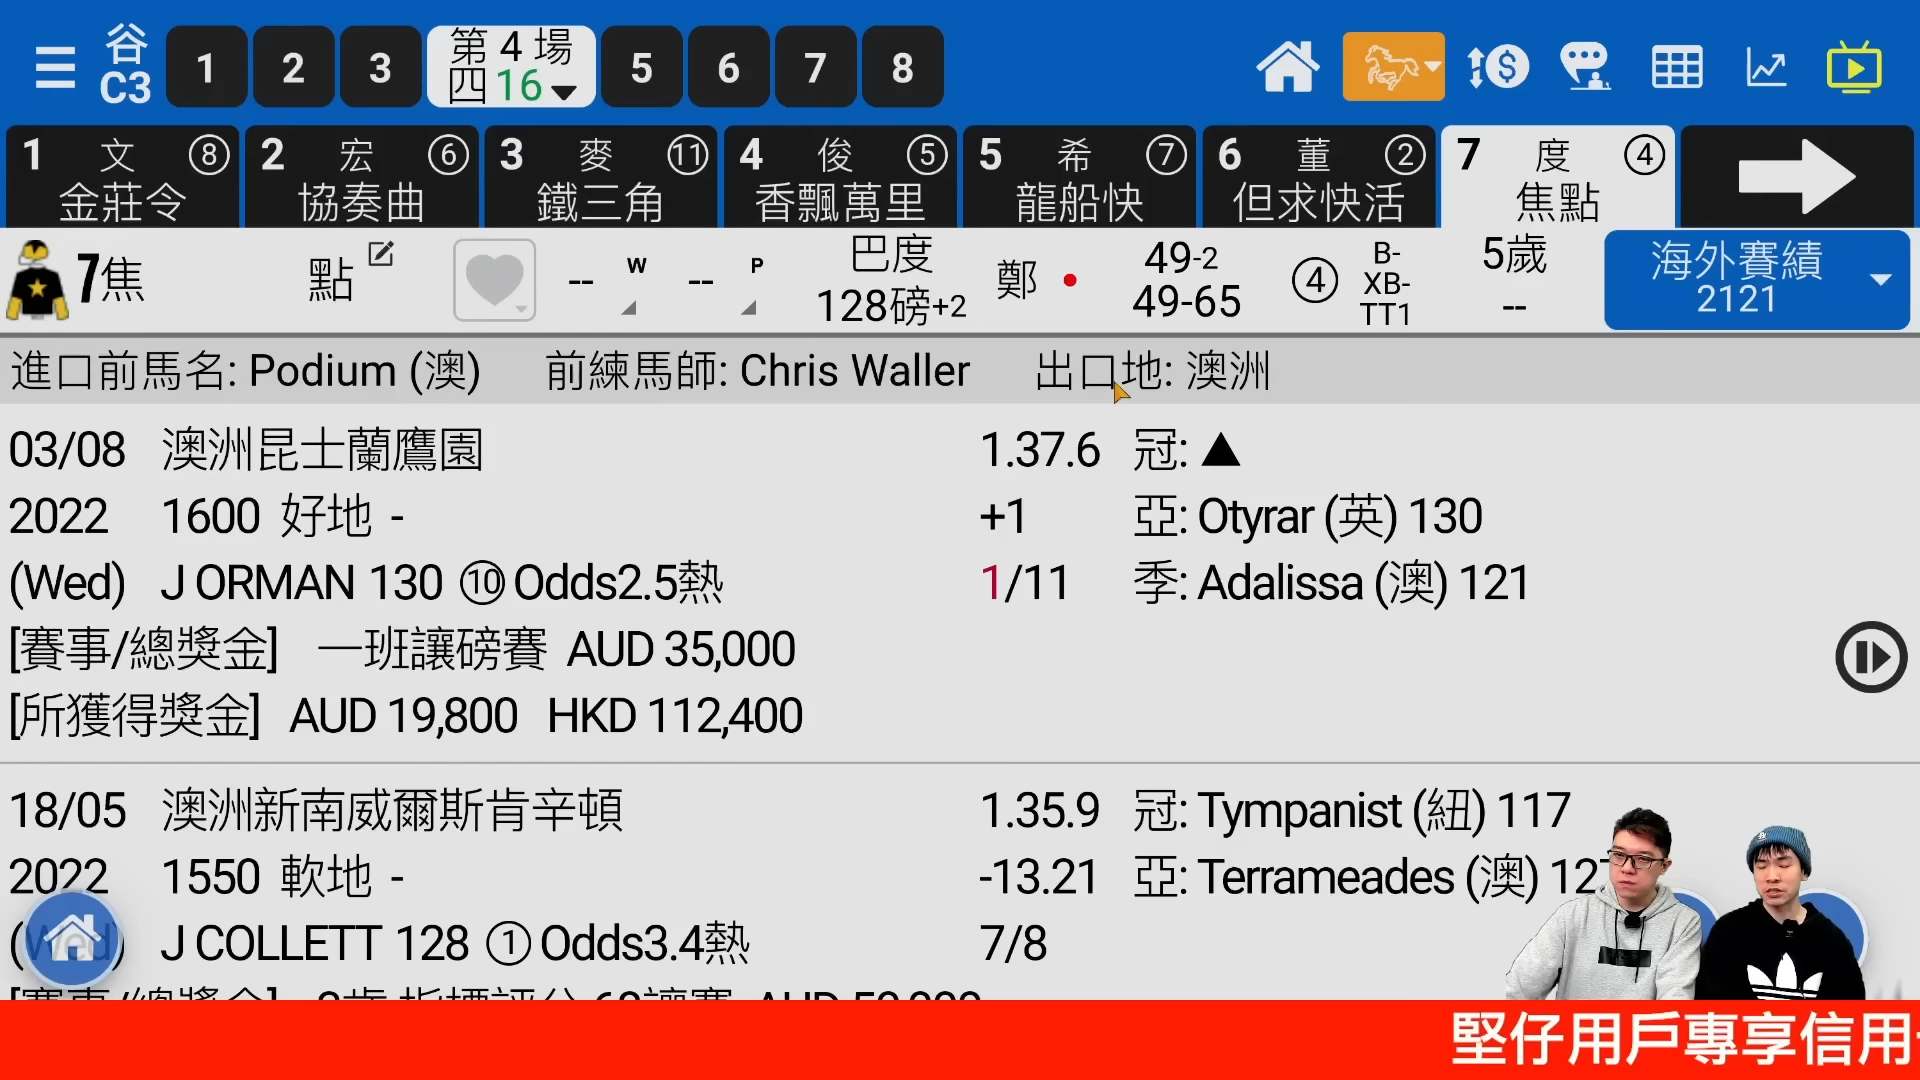 谷 C3 1 2 3 第 4 場 四 16 5 6 7 8
1 文 ⑧ 金莊令
2 宏 ⑥ 協奏曲
3 麥 ⑪ 鐵三角
4 俊 ⑤ 香飄萬里
5 希 ⑦ 龍船快
6 董 ② 但求快活
7 度 ④ 焦點
7 焦 點 -- W -- P 巴度 128磅+2 鄭 49-2 49-65 ④ B- XB- TT1 5歲 -- 海外賽績 2121
進口前馬名: Podium (澳) 前練馬師: Chris Waller 出口地: 澳洲
03/08 澳洲昆士蘭鷹園 1.37.6 冠: ▲
2022 1600 好地 - +1 亞: Otyrar (英) 130
(Wed) J ORMAN 130 ⑩ Odds2.5熱 1/11 季: Adalissa (澳) 121
[賽事/總獎金] 一班讓磅賽 AUD 35,000
[所獲得獎金] AUD 19,800 HKD 112,400
18/05 澳洲新南威爾斯肯辛頓 1.35.9 冠: Tympanist (紐) 117
2022 1550 軟地 - -13.21 亞: Terrameades (澳) 127
(Wed) J COLLETT 128 ① Odds3.4熱 7/8
堅仔用戶專享信用